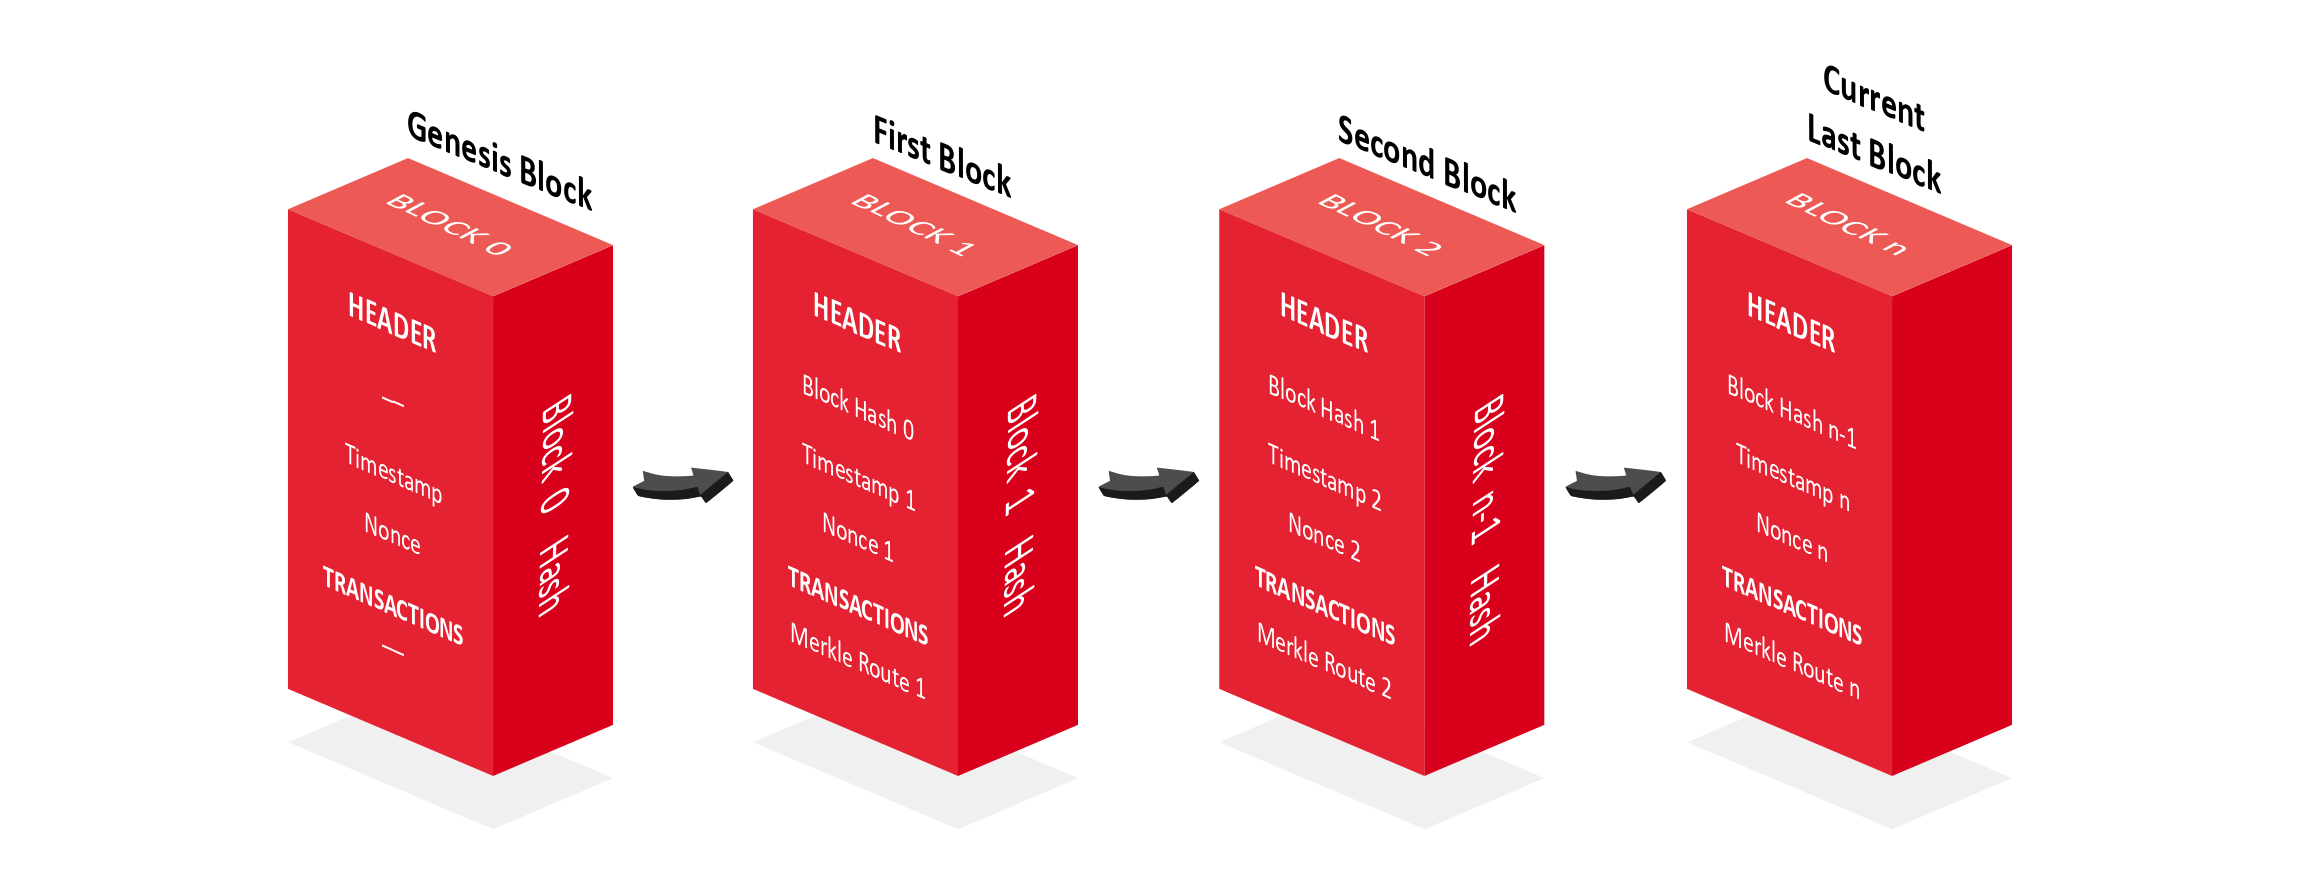 Genesis Block
BLOCK 0
HEADER
—
Timestamp
Nonce
TRANSACTIONS
—
Block 0 Hash
First Block
BLOCK 1
HEADER
Block Hash 0
Timestamp 1
Nonce 1
TRANSACTIONS
Merkle Route 1
Block 1 Hash
Second Block
BLOCK 2
HEADER
Block Hash 1
Timestamp 2
Nonce 2
TRANSACTIONS
Merkle Route 2
Block n-1 Hash
Current
Last Block
BLOCK n
HEADER
Block Hash n-1
Timestamp n
Nonce n
TRANSACTIONS
Merkle Route n